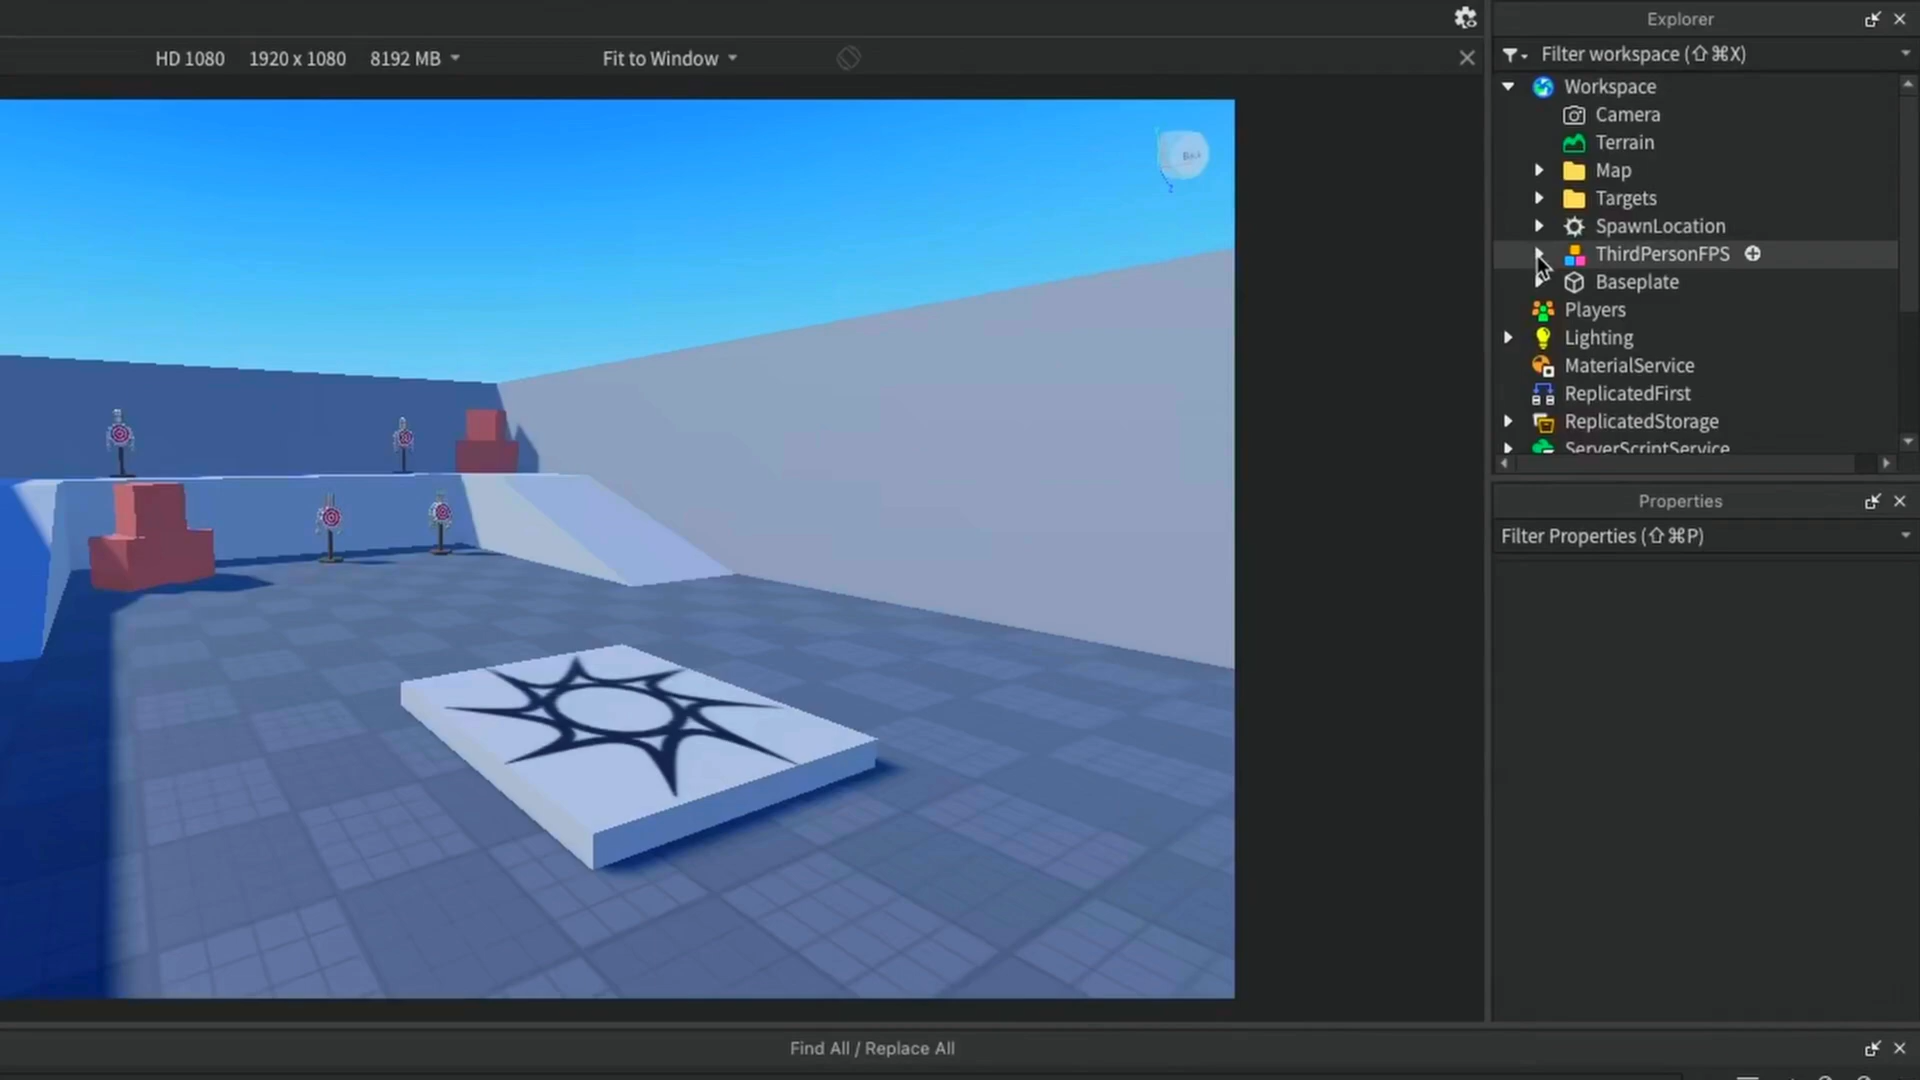 Explorer
HD 1080 1920 x 1080 8192 MB Fit to Window
Filter workspace (⇧⌘X)
Workspace
Camera
Terrain
Map
Targets
SpawnLocation
ThirdPersonFPS
Baseplate
Players
Lighting
MaterialService
ReplicatedFirst
ReplicatedStorage
ServerScriptService
Properties
Filter Properties (⇧⌘P)
Find All / Replace All